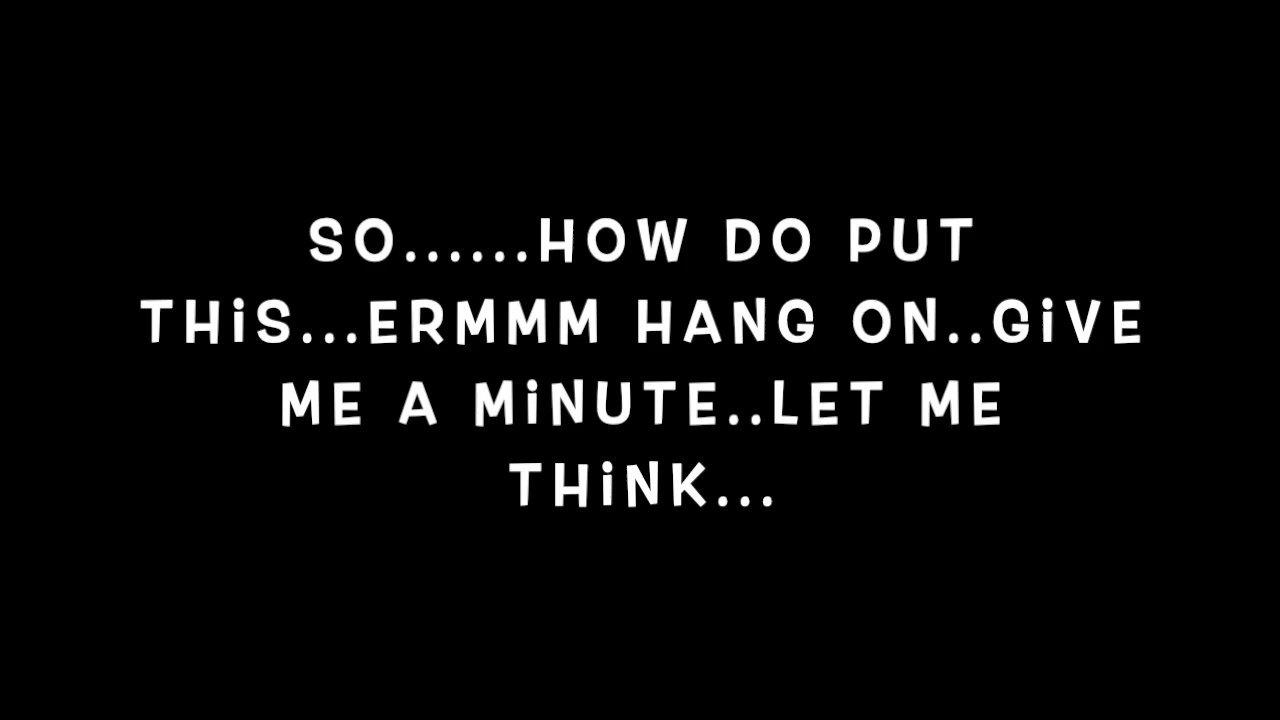 SO......HOW DO PUT
THiS...ERMMM HANG ON..GiVE
ME A MiNUTE..LET ME
THiNK...